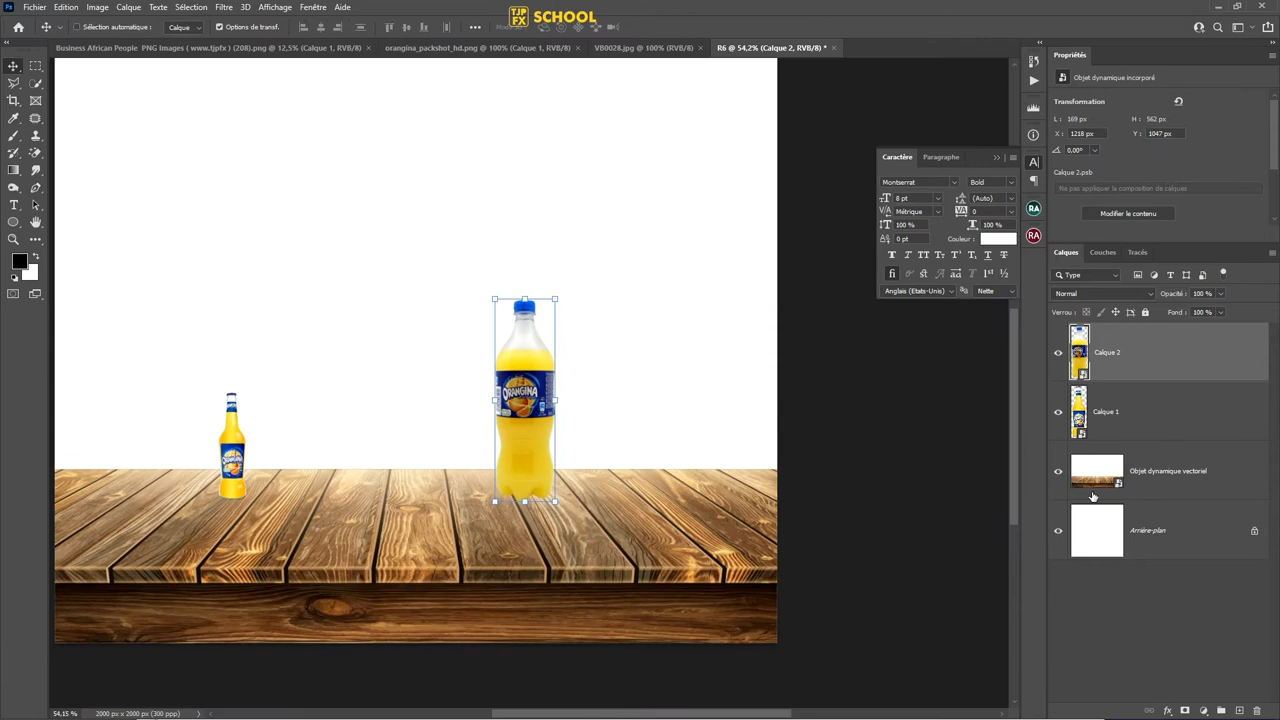 Fichier Edition Image Calque Texte Sélection Filtre 3D Affichage Fenêtre Aide
TJP FX SCHOOL
Sélection automatique : Calque Options de transf. Mode 3D :
Business African People PNG Images ( www.tjpfx ) (208).png @ 12,5% (Calque 1, RVB/8) × orangina_packshot_hd.png @ 100% (Calque 1, RVB/8) × VB0028.jpg @ 100% (RVB/8) × R6 @ 54,2% (Calque 2, RVB/8) * ×
Propriétés
Objet dynamique incorporé
Transformation
L : 169 px H : 562 px
X : 1218 px Y : 1047 px
0,00°
Calque 2.psb
Ne pas appliquer la composition de calques
Modifier le contenu
Caractère Paragraphe
Montserrat Bold
6 pt (Auto)
Métrique 0
100 % 100 %
0 pt Couleur :
Anglais (Etats-Unis) Nette
Calques Couches Tracés
Type
Normal Opacité : 100 %
Verrou : Fond : 100 %
Calque 2
Calque 1
Objet dynamique vectoriel
Arrière-plan
ORANGINA
54,15 % 2000 px x 2000 px (300 ppp)